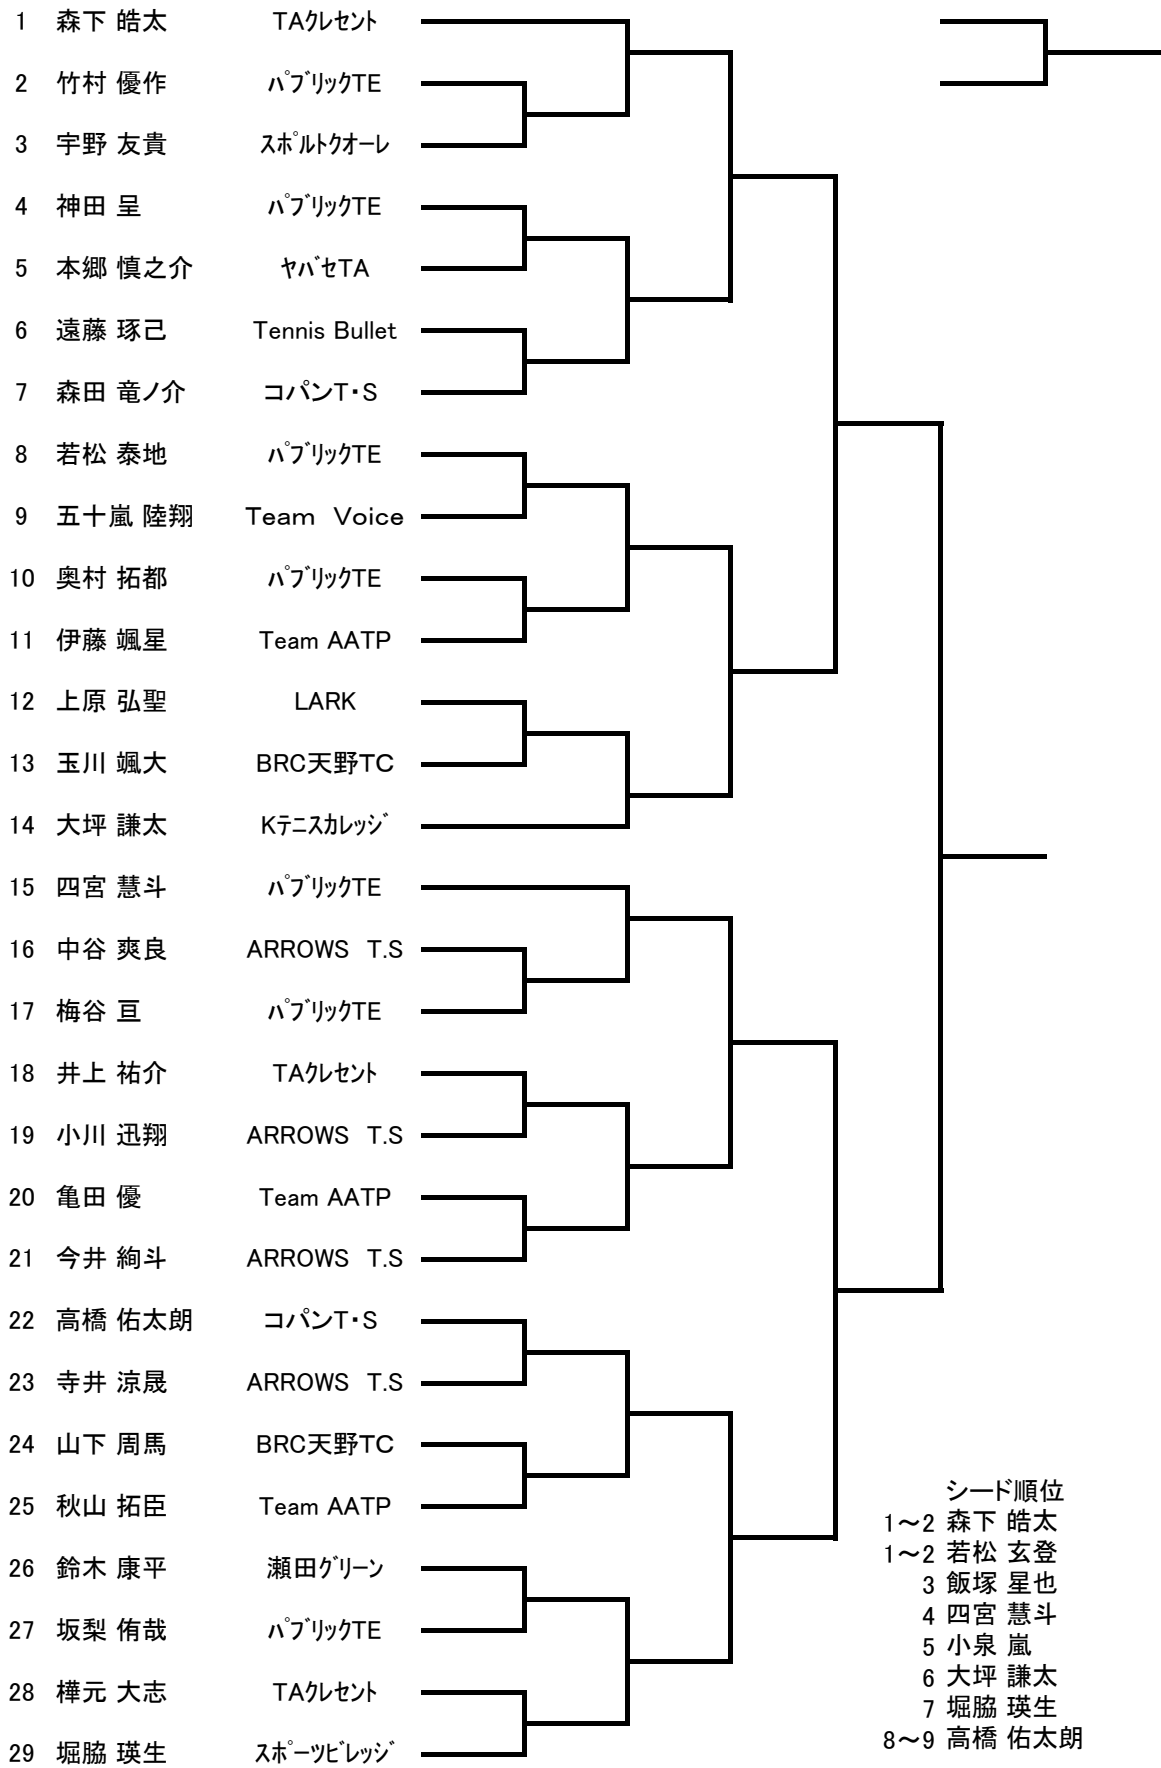 1 森下 皓太 TAｸﾚｾﾝﾄ
2 竹村 優作 ﾊﾟﾌﾞﾘｯｸTE
3 宇野 友貴 ｽﾎﾟﾙﾄｸｵｰﾚ
4 神田 呈 ﾊﾟﾌﾞﾘｯｸTE
5 本郷 慎之介 ﾔﾊﾞｾTA
6 遠藤 琢己 Tennis Bullet
7 森田 竜ノ介 コパンT・S
8 若松 泰地 ﾊﾟﾌﾞﾘｯｸTE
9 五十嵐 陸翔 Ｔｅａｍ　Ｖｏｉｃｅ
10 奥村 拓都 ﾊﾟﾌﾞﾘｯｸTE
11 伊藤 颯星 Team AATP
12 上原 弘聖 LARK
13 玉川 颯大 BRC天野TC
14 大坪 謙太 Kﾃﾆｽｶﾚｯｼﾞ
15 四宮 慧斗 ﾊﾟﾌﾞﾘｯｸTE
16 中谷 爽良 ARROWS　T.S
17 梅谷 亘 ﾊﾟﾌﾞﾘｯｸTE
18 井上 祐介 TAｸﾚｾﾝﾄ
19 小川 迅翔 ARROWS　T.S
20 亀田 優 Team AATP
21 今井 絢斗 ARROWS　T.S
22 高橋 佑太朗 コパンT・S
23 寺井 涼晟 ARROWS　T.S
24 山下 周馬 BRC天野TC
25 秋山 拓臣 Team AATP
26 鈴木 康平 瀬田ｸﾞﾘｰﾝ
27 坂梨 侑哉 ﾊﾟﾌﾞﾘｯｸTE
28 樺元 大志 TAｸﾚｾﾝﾄ
29 堀脇 瑛生 ｽﾎﾟｰﾂﾋﾞﾚｯｼﾞ
シード順位
1～2 森下 皓太
1～2 若松 玄登
3 飯塚 星也
4 四宮 慧斗
5 小泉 嵐
6 大坪 謙太
7 堀脇 瑛生
8～9 高橋 佑太朗